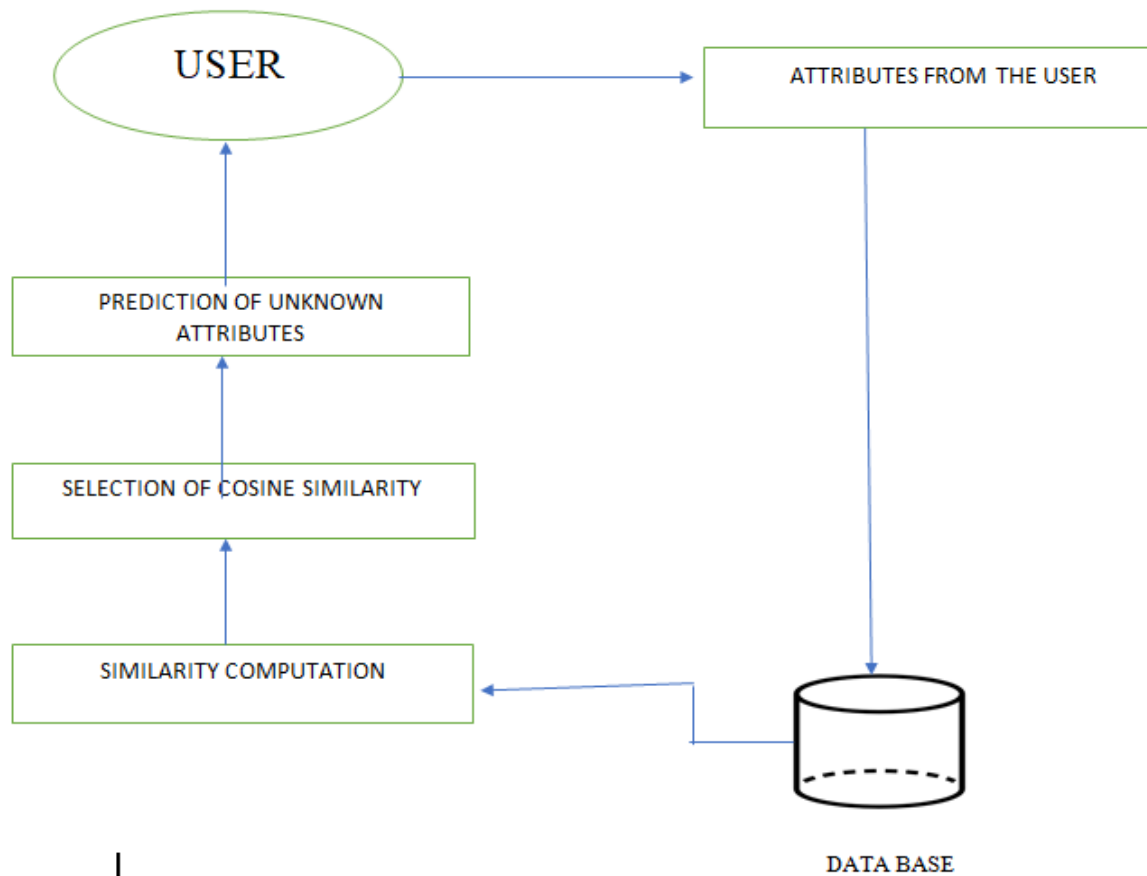 USER
ATTRIBUTES FROM THE USER
PREDICTION OF UNKNOWN
ATTRIBUTES
SELECTION OF COSINE SIMILARITY
SIMILARITY COMPUTATION
DATA BASE